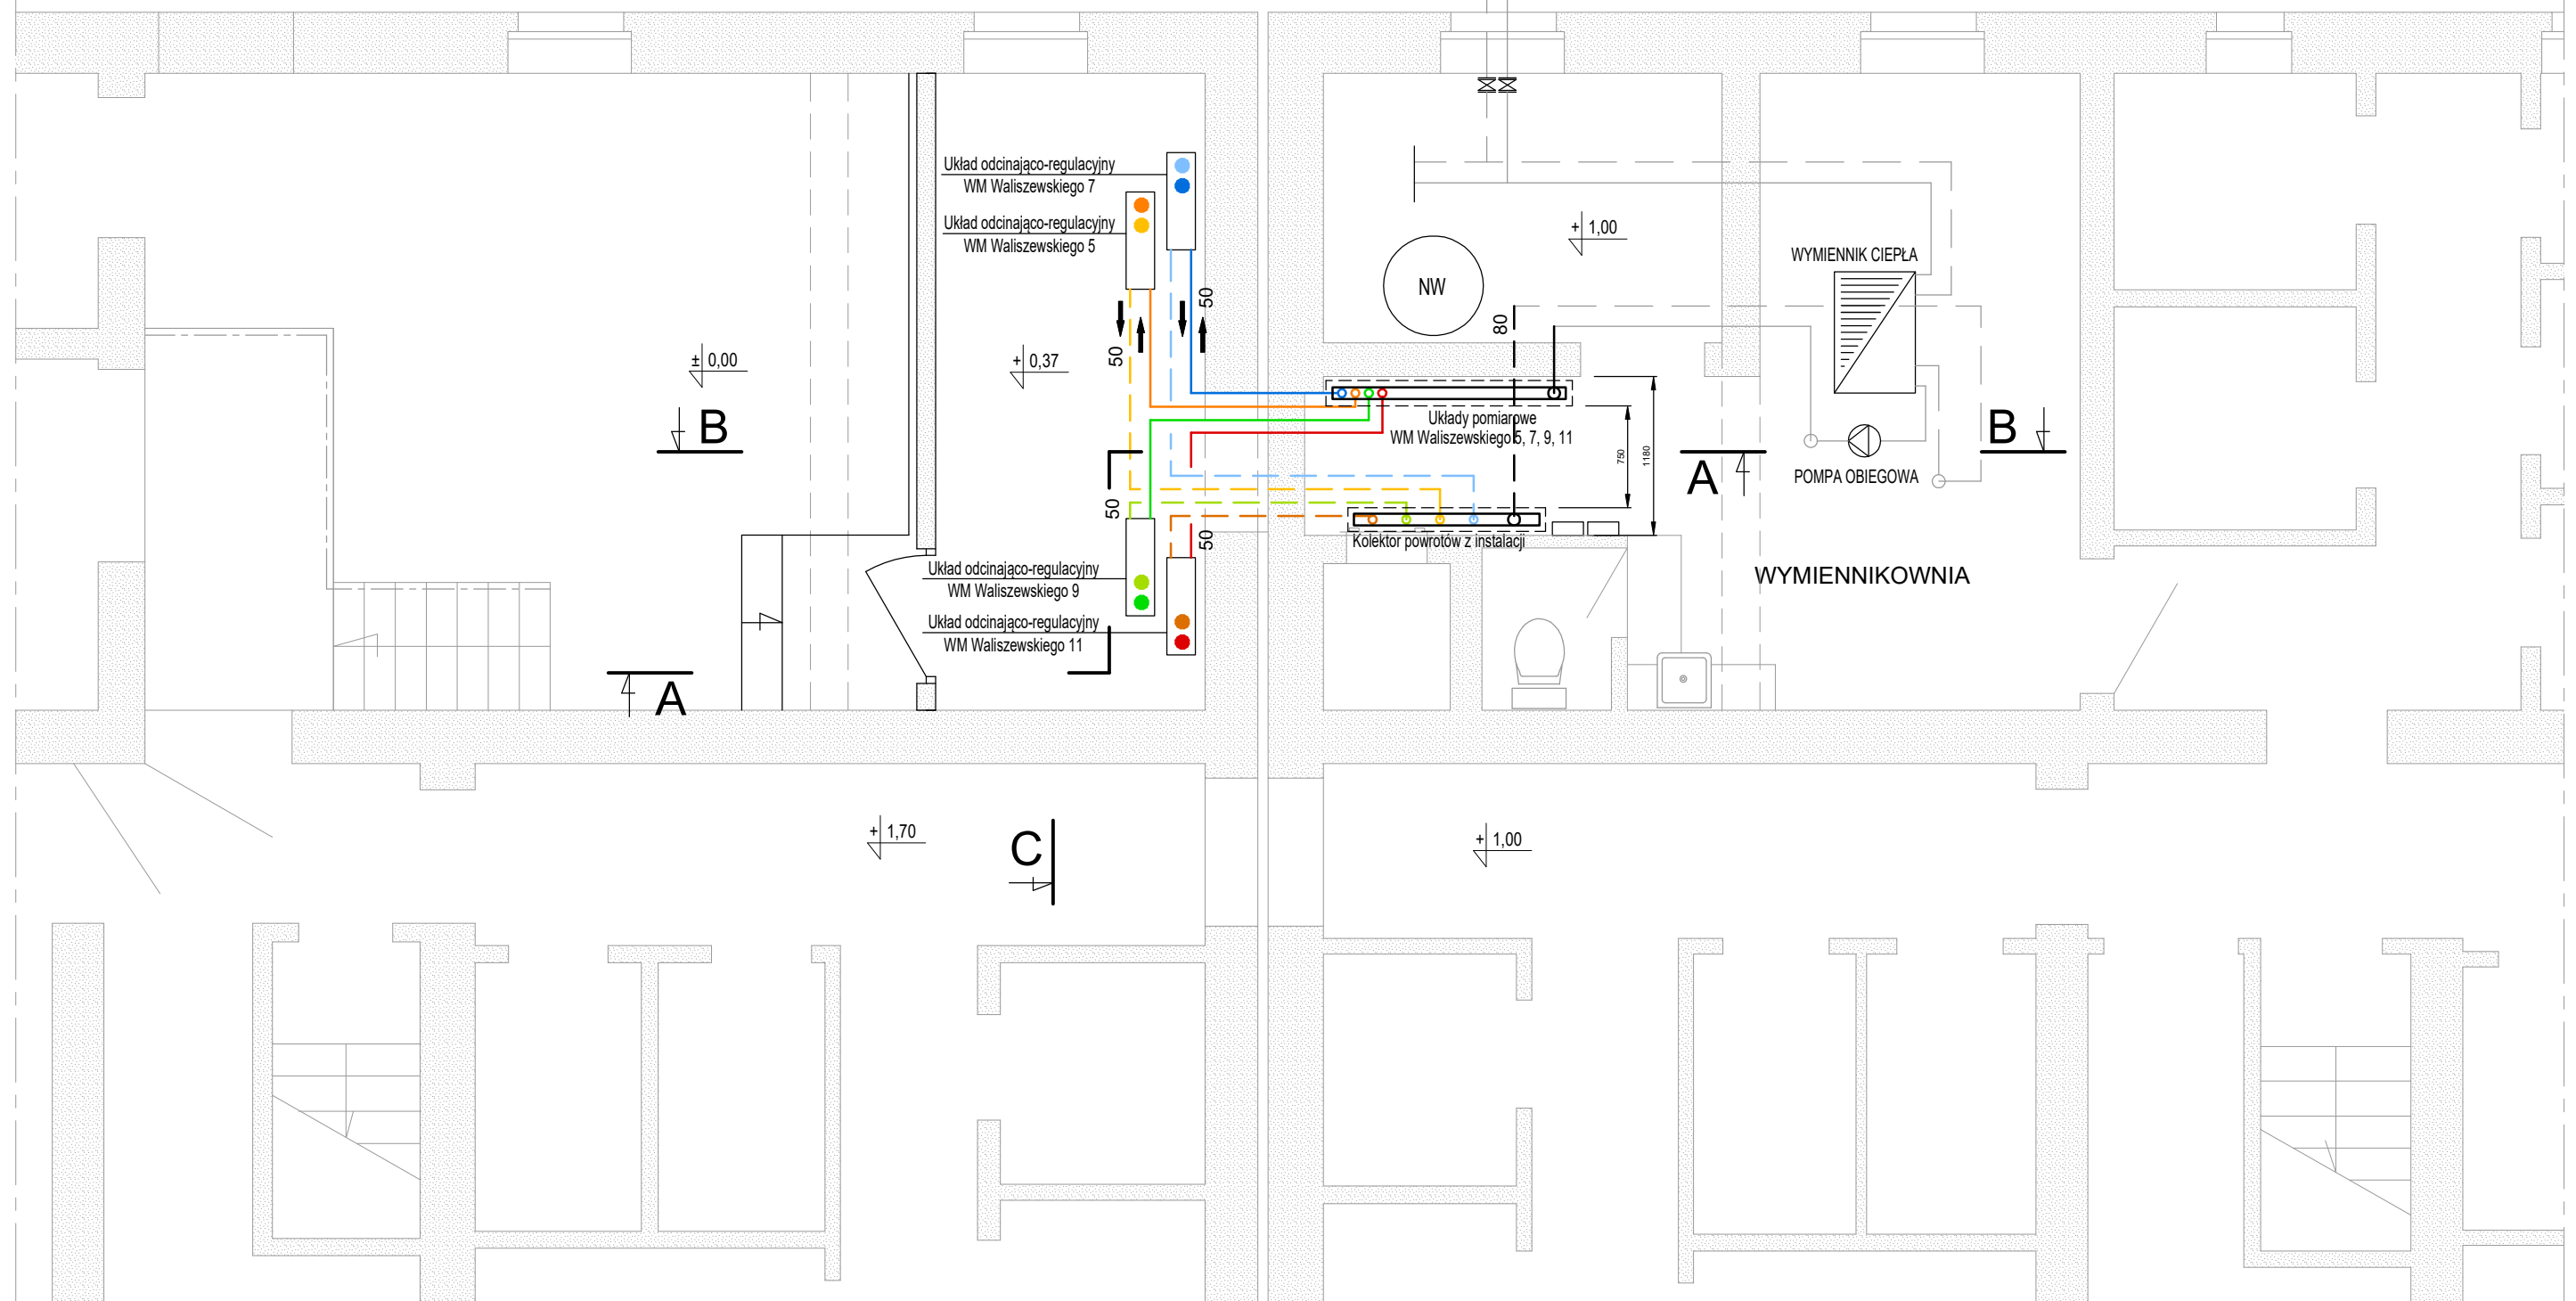 Układ odcinająco-regulacyjny
WM Waliszewskiego 7
Układ odcinająco-regulacyjny
WM Waliszewskiego 5
+ 1,00
WYMIENNIK CIEPŁA
NW
50
80
50
± 0,00
+ 0,37
B
Układy pomiarowe
WM Waliszewskiego 5, 7, 9, 11
750
1180
A
B
POMPA OBIEGOWA
50
50
Kolektor powrotów z instalacji
Układ odcinająco-regulacyjny
WM Waliszewskiego 9
WYMIENNIKOWNIA
Układ odcinająco-regulacyjny
WM Waliszewskiego 11
A
+ 1,70
C
+ 1,00